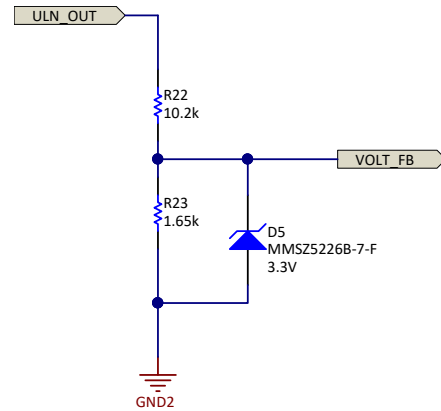 ULN_OUT
R22
10.2k
VOLT_FB
R23
1.65k
D5
MMSZ5226B-7-F
3.3V
GND2